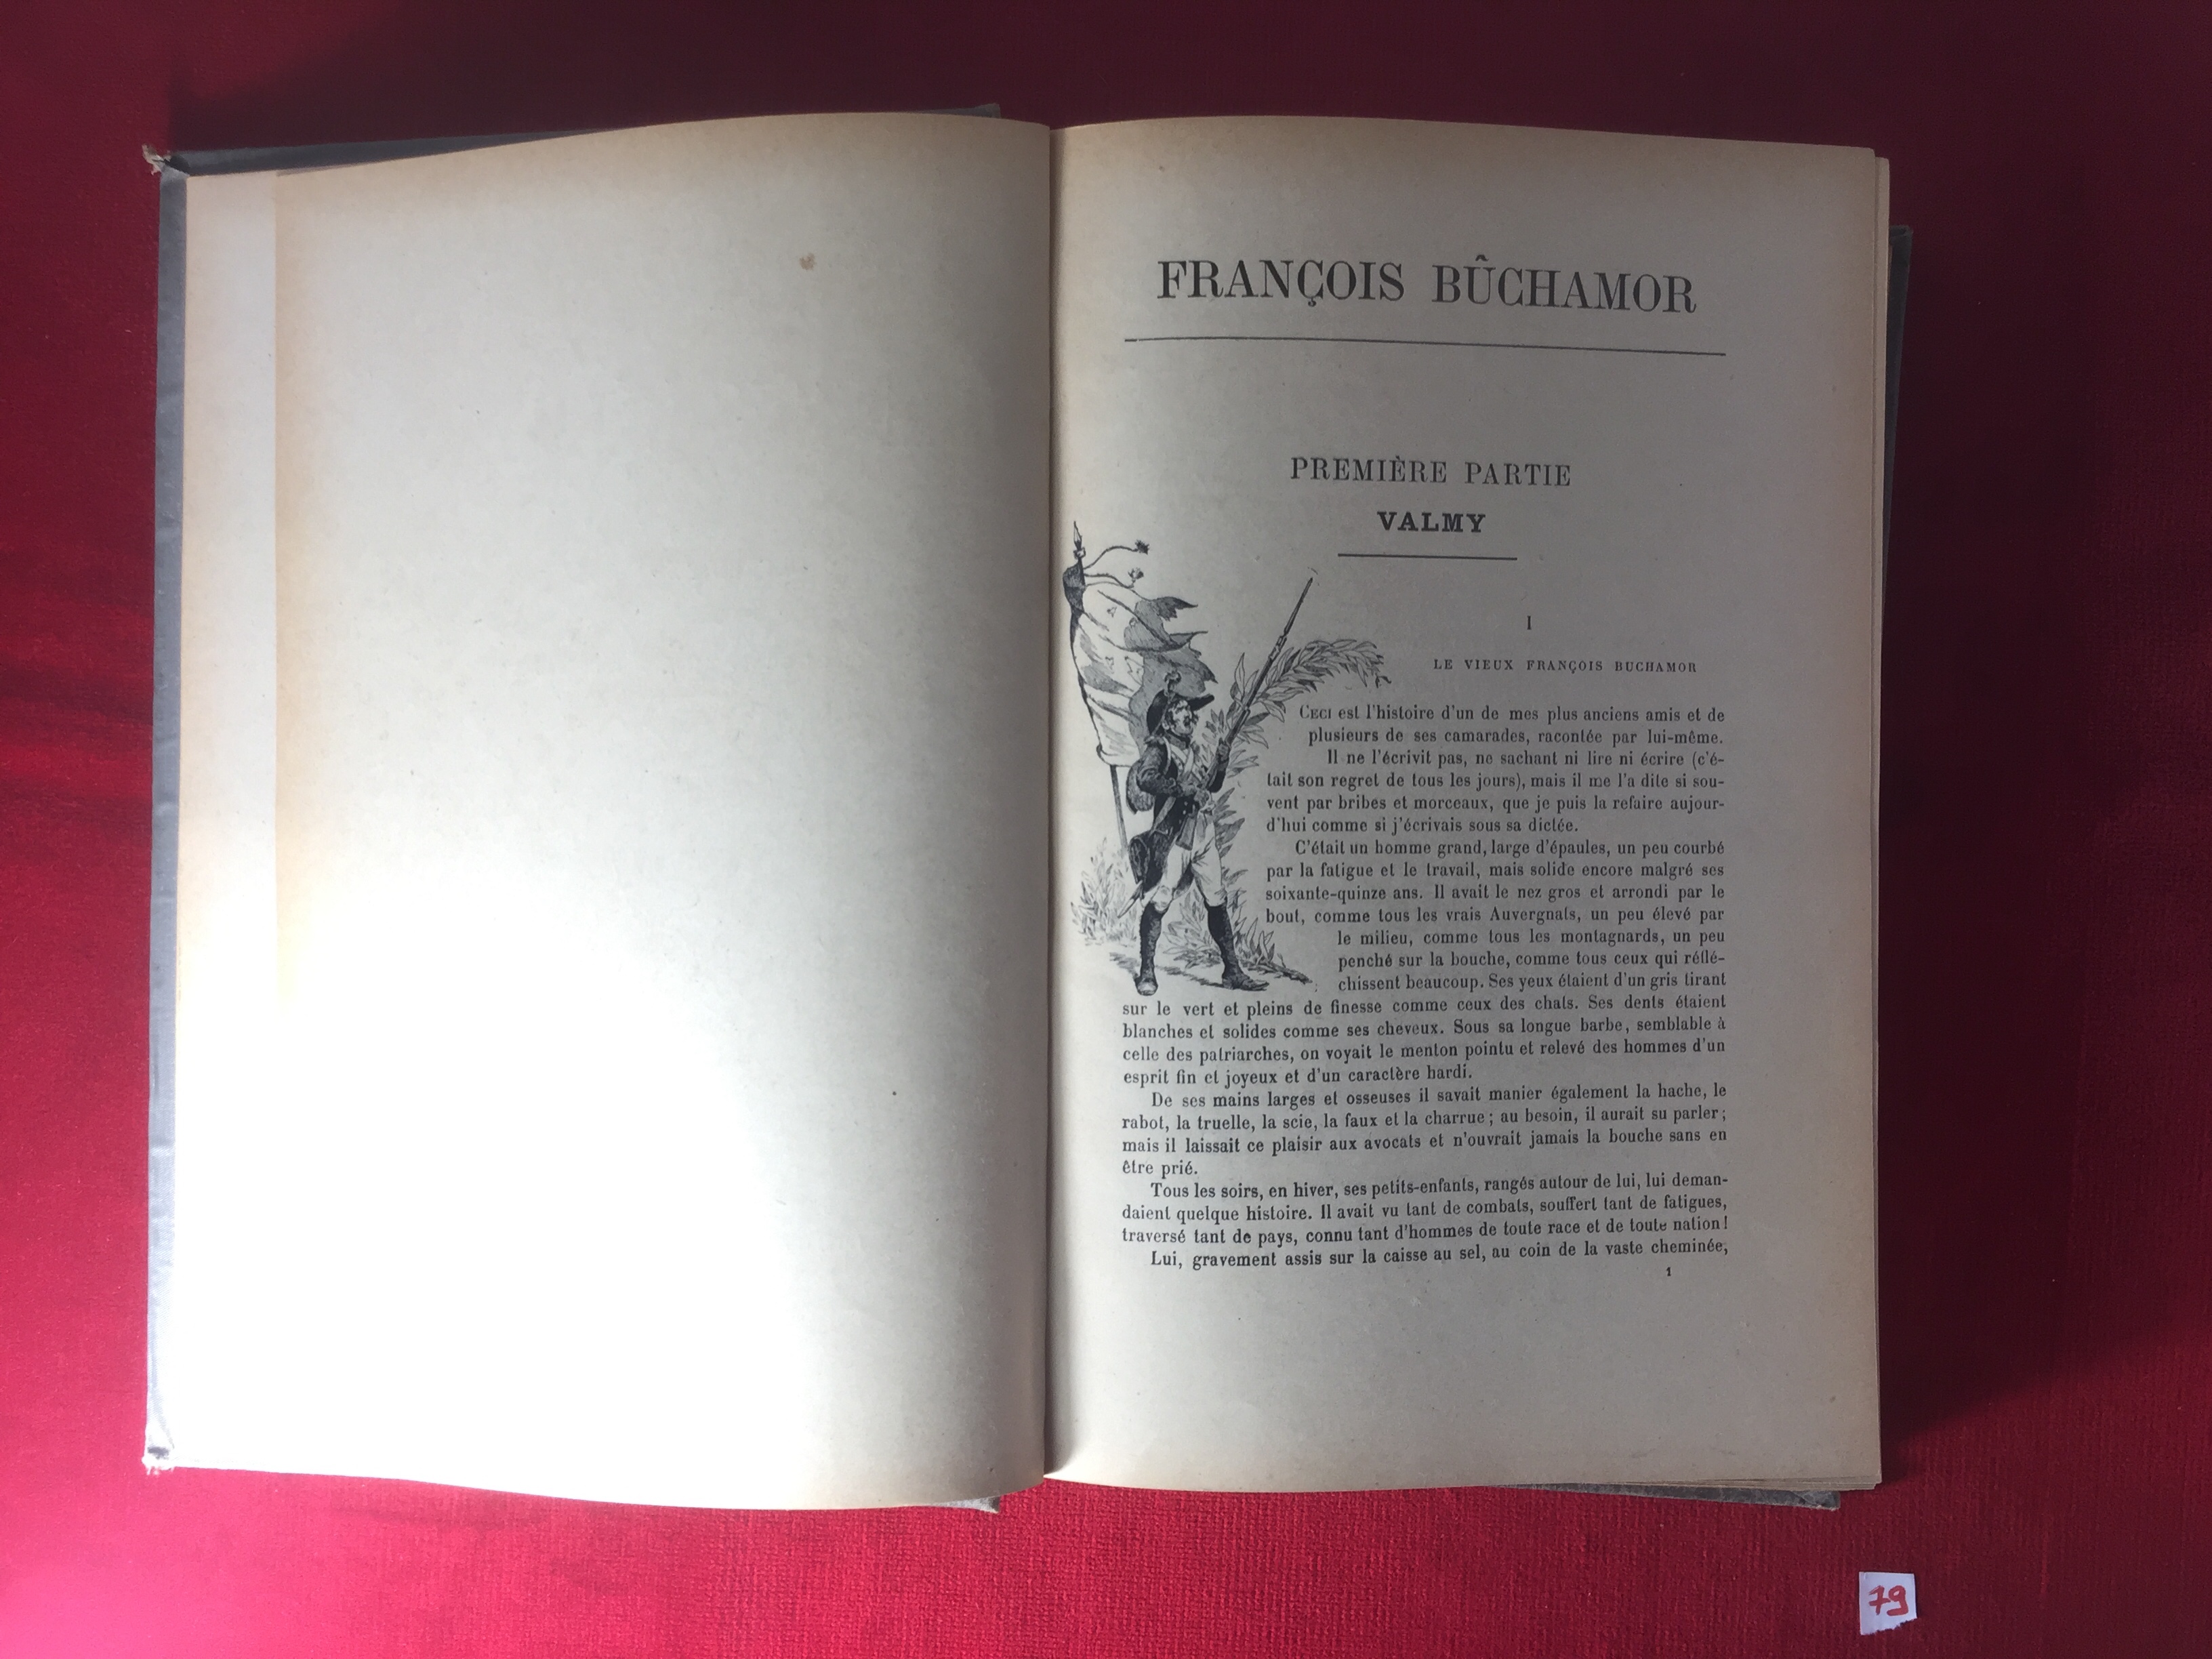 FRANÇOIS BÛCHAMOR
PREMIÈRE PARTIE
VALMY
I
LE VIEUX FRANÇOIS BUCHAMOR
CECI est l'histoire d'un de mes plus anciens amis et de
plusieurs de ses camarades, racontée par lui-même.
Il ne l'écrivit pas, ne sachant ni lire ni écrire (c'é-
tait son regret de tous les jours), mais il me l'a dite si sou-
vent par bribes et morceaux, que je puis la refaire aujour-
d'hui comme si j'écrivais sous sa dictée.
C'était un homme grand, large d'épaules, un peu courbé
par la fatigue et le travail, mais solide encore malgré ses
soixante-quinze ans. Il avait le nez gros et arrondi par le
bout, comme tous les vrais Auvergnats, un peu élevé par
le milieu, comme tous les montagnards, un peu
penché sur la bouche, comme tous ceux qui réflé-
chissent beaucoup. Ses yeux étaient d'un gris tirant
sur le vert et pleins de finesse comme ceux des chats. Ses dents étaient
blanches et solides comme ses cheveux. Sous sa longue barbe, semblable à
celle des patriarches, on voyait le menton pointu et relevé des hommes d'un
esprit fin et joyeux et d'un caractère hardi.
De ses mains larges et osseuses il savait manier également la hache, le
rabot, la truelle, la scie, la faux et la charrue ; au besoin, il aurait su parler ;
mais il laissait ce plaisir aux avocats et n'ouvrait jamais la bouche sans en
être prié.
Tous les soirs, en hiver, ses petits-enfants, rangés autour de lui, lui deman-
daient quelque histoire. Il avait vu tant de combats, souffert tant de fatigues,
traversé tant de pays, connu tant d'hommes de toute race et de toute nation !
Lui, gravement assis sur la caisse au sel, au coin de la vaste cheminée,
1
79